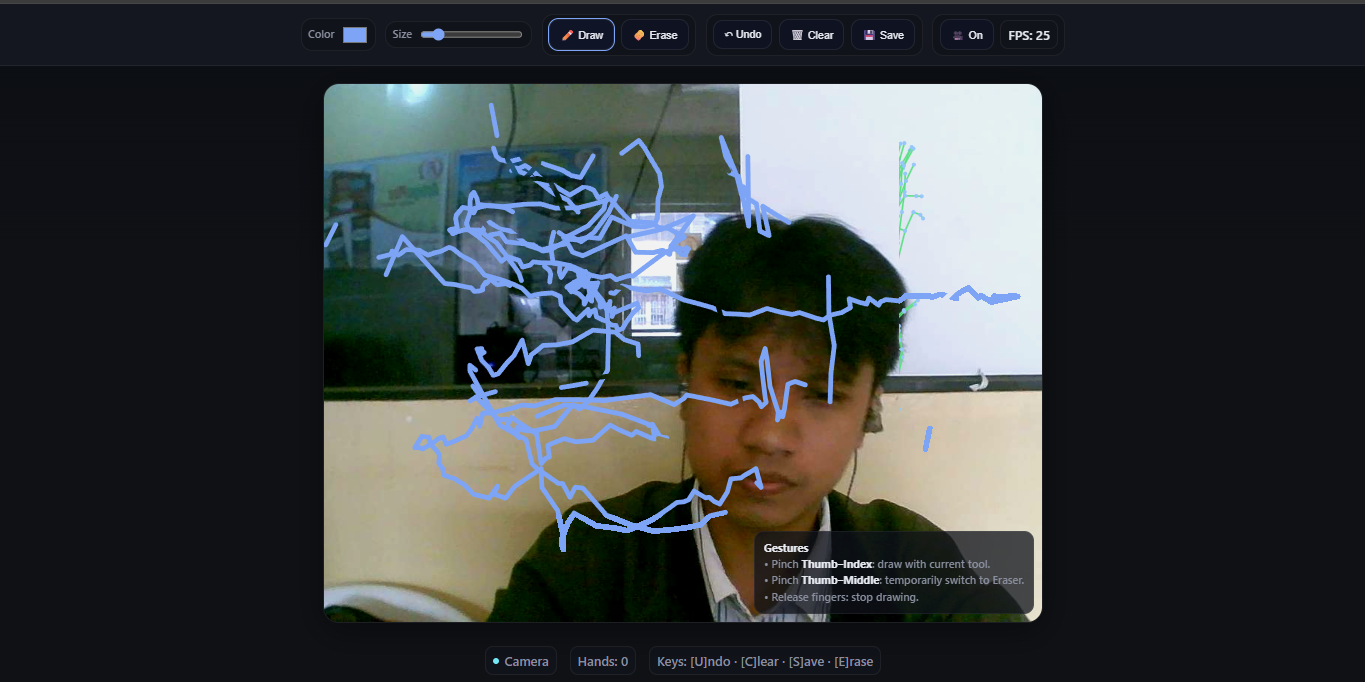 Color
Size
Draw
Erase
Undo
Clear
Save
On
FPS: 25
Gestures
• Pinch Thumb–Index: draw with current tool.
• Pinch Thumb–Middle: temporarily switch to Eraser.
• Release fingers: stop drawing.
Camera
Hands: 0
Keys: [U]ndo · [C]lear · [S]ave · [E]rase